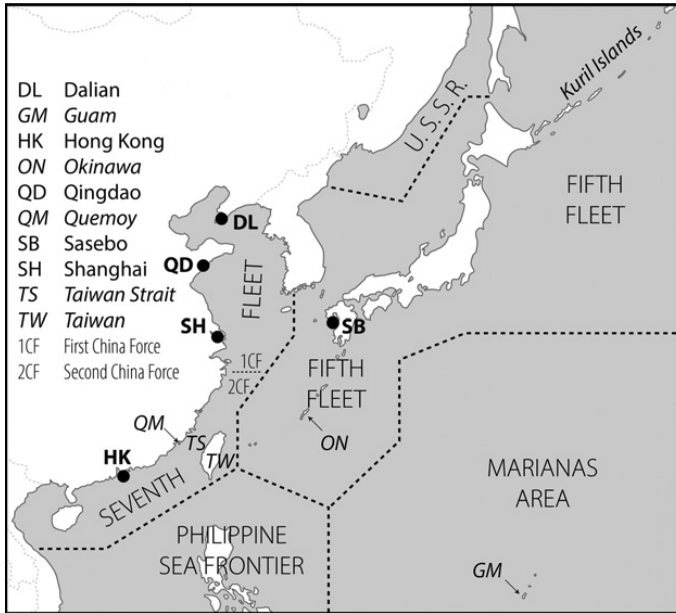 DL Dalian
GM Guam
HK Hong Kong
ON Okinawa
QD Qingdao
QM Quemoy
SB Sasebo
SH Shanghai
TS Taiwan Strait
TW Taiwan
1CF First China Force
2CF Second China Force
Kuril Islands
U. S. S. R.
FIFTH
FLEET
DL
QD
FLEET
SH
SB
1CF
2CF
FIFTH
FLEET
QM
TS
ON
TW
HK
SEVENTH
MARIANAS
AREA
PHILIPPINE
SEA FRONTIER
GM